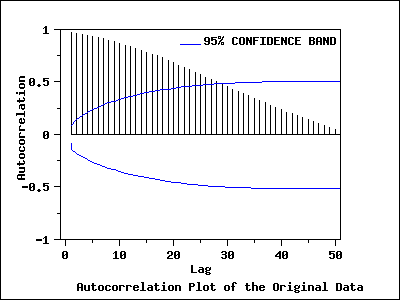 1
95% CONFIDENCE BAND
0.5
0
-0.5
-1
Autocorrelation
0 10 20 30 40 50
Lag
Autocorrelation Plot of the Original Data